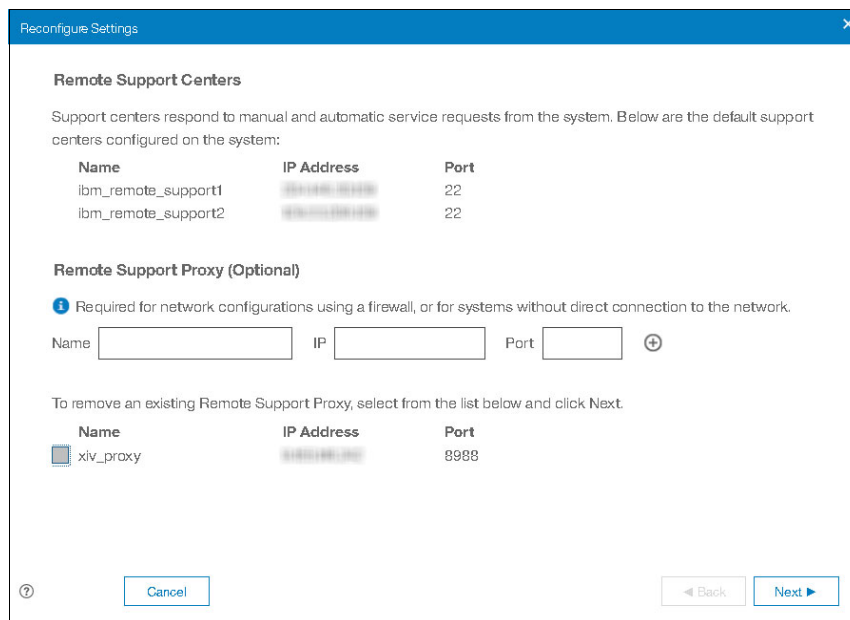 Reconfigure Settings
Remote Support Centers
Support centers respond to manual and automatic service requests from the system. Below are the default support
centers configured on the system:
Name IP Address Port
ibm_remote_support1 22
ibm_remote_support2 22
Remote Support Proxy (Optional)
Required for network configurations using a firewall, or for systems without direct connection to the network.
Name IP Port
To remove an existing Remote Support Proxy, select from the list below and click Next.
Name IP Address Port
xiv_proxy 8988
Cancel ◀ Back Next ▶